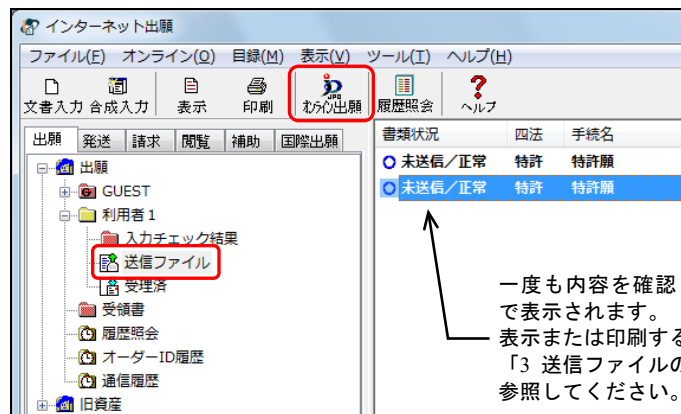 インターネット出願
ファイル(F) オンライン(O) 目録(M) 表示(V) ツール(T) ヘルプ(H)
文書入力 合成入力 表示 印刷 オンライン出願 履歴照会 ヘルプ
出願 発送 請求 閲覧 補助 国際出願
書類状況 四法 手続名
未送信／正常 特許 特許願
未送信／正常 特許 特許願
出願
GUEST
利用者１
入力チェック結果
送信ファイル
受理済
受領書
履歴照会
オーダーID履歴
通信履歴
旧資産
一度も内容を確認
で表示されます。
表示または印刷する
「3 送信ファイルの
参照してください。